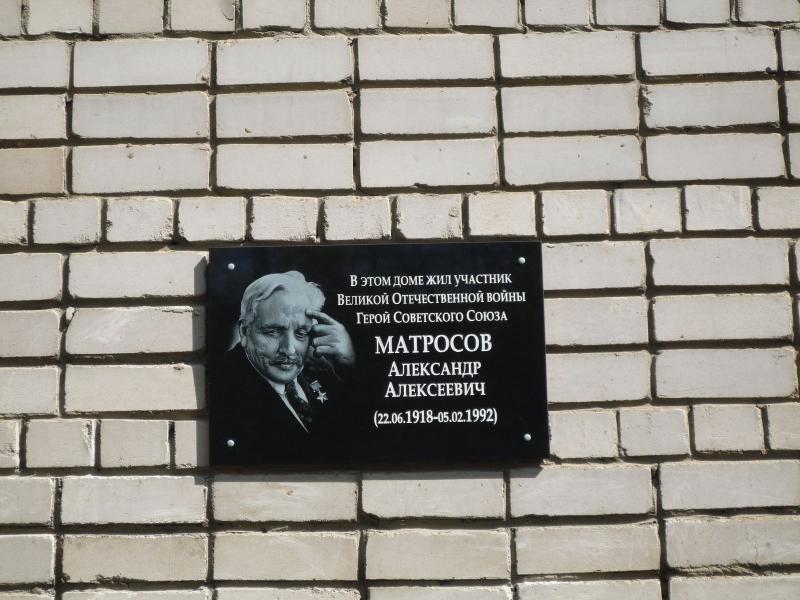 В этом доме жил участник
Великой Отечественной войны
Герой Советского Союза
МАТРОСОВ
Александр
Алексеевич
(22.06.1918-05.02.1992)